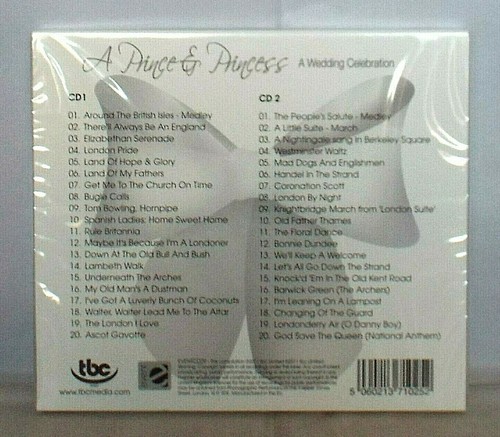 A Prince & Princess A Wedding Celebration
CD1
01. Around The British Isles - Medley
02. There'll Always Be An England
03. Elizabethan Serenade
04. London Pride
05. Land Of Hope & Glory
06. Land Of My Fathers
07. Get Me To The Church On Time
08. Bugle Calls
09. Tom Bowling, Hornpipe
10. Spanish Ladies; Home Sweet Home
11. Rule Britannia
12. Maybe It's Because I'm A Londoner
13. Down At The Old Bull And Bush
14. Lambeth Walk
15. Underneath The Arches
16. My Old Man's A Dustman
17. I've Got A Luverly Bunch Of Coconuts
18. Walter, Walter Lead Me To The Altar
19. The London I Love
20. Ascot Gavotte
CD 2
01. The People's Salute - Medley
02. A Little Suite - March
03. A Nightingale sang in Berkeley Square
04. Westminster Waltz
05. Mad Dogs And Englishmen
06. Handel In The Strand
07. Coronation Scott
08. London By Night
09. Knightbridge March from 'London Suite'
10. Old Father Thames
11. The Floral Dance
12. Bonnie Dundee
13. We'll Keep A Welcome
14. Let's All Go Down The Strand
15. Knock'd 'Em In The Old Kent Road
16. Barwick Green (The Archers)
17. I'm Leaning On A Lampost
18. Changing Of The Guard
19. Londonderry Air (O Danny Boy)
20. God Save The Queen (National Anthem)
tbc
www.tbcmedia.com
5 060213 710252